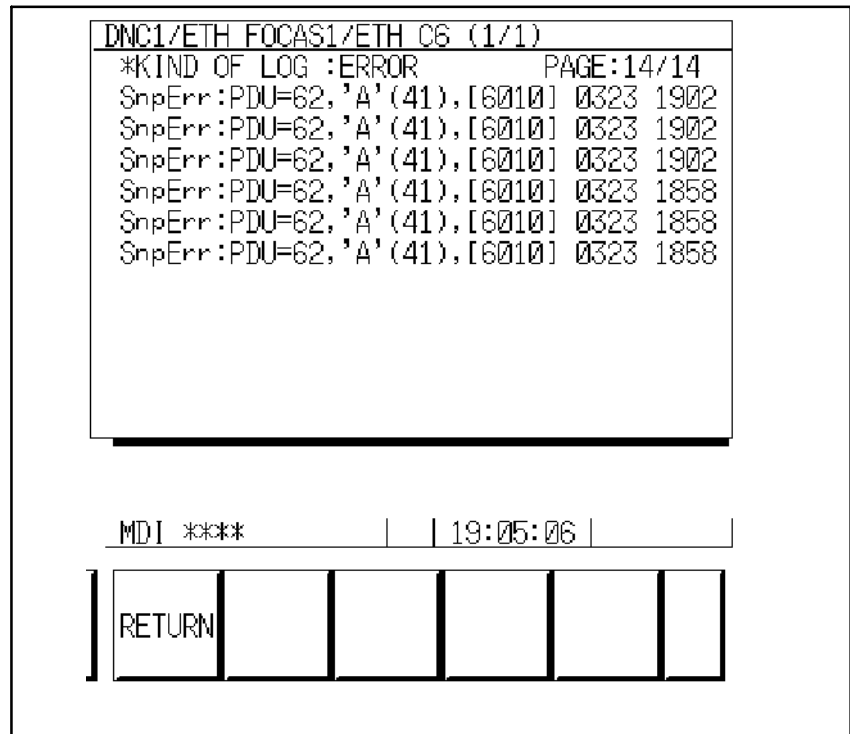 DNC1/ETH FOCAS1/ETH C6 (1/1)
*KIND OF LOG :ERROR PAGE:14/14
SnpErr:PDU=62,'A'(41),[6010] 0323 1902
SnpErr:PDU=62,'A'(41),[6010] 0323 1902
SnpErr:PDU=62,'A'(41),[6010] 0323 1902
SnpErr:PDU=62,'A'(41),[6010] 0323 1858
SnpErr:PDU=62,'A'(41),[6010] 0323 1858
SnpErr:PDU=62,'A'(41),[6010] 0323 1858
MDI **** | | 19:05:06 |
RETURN